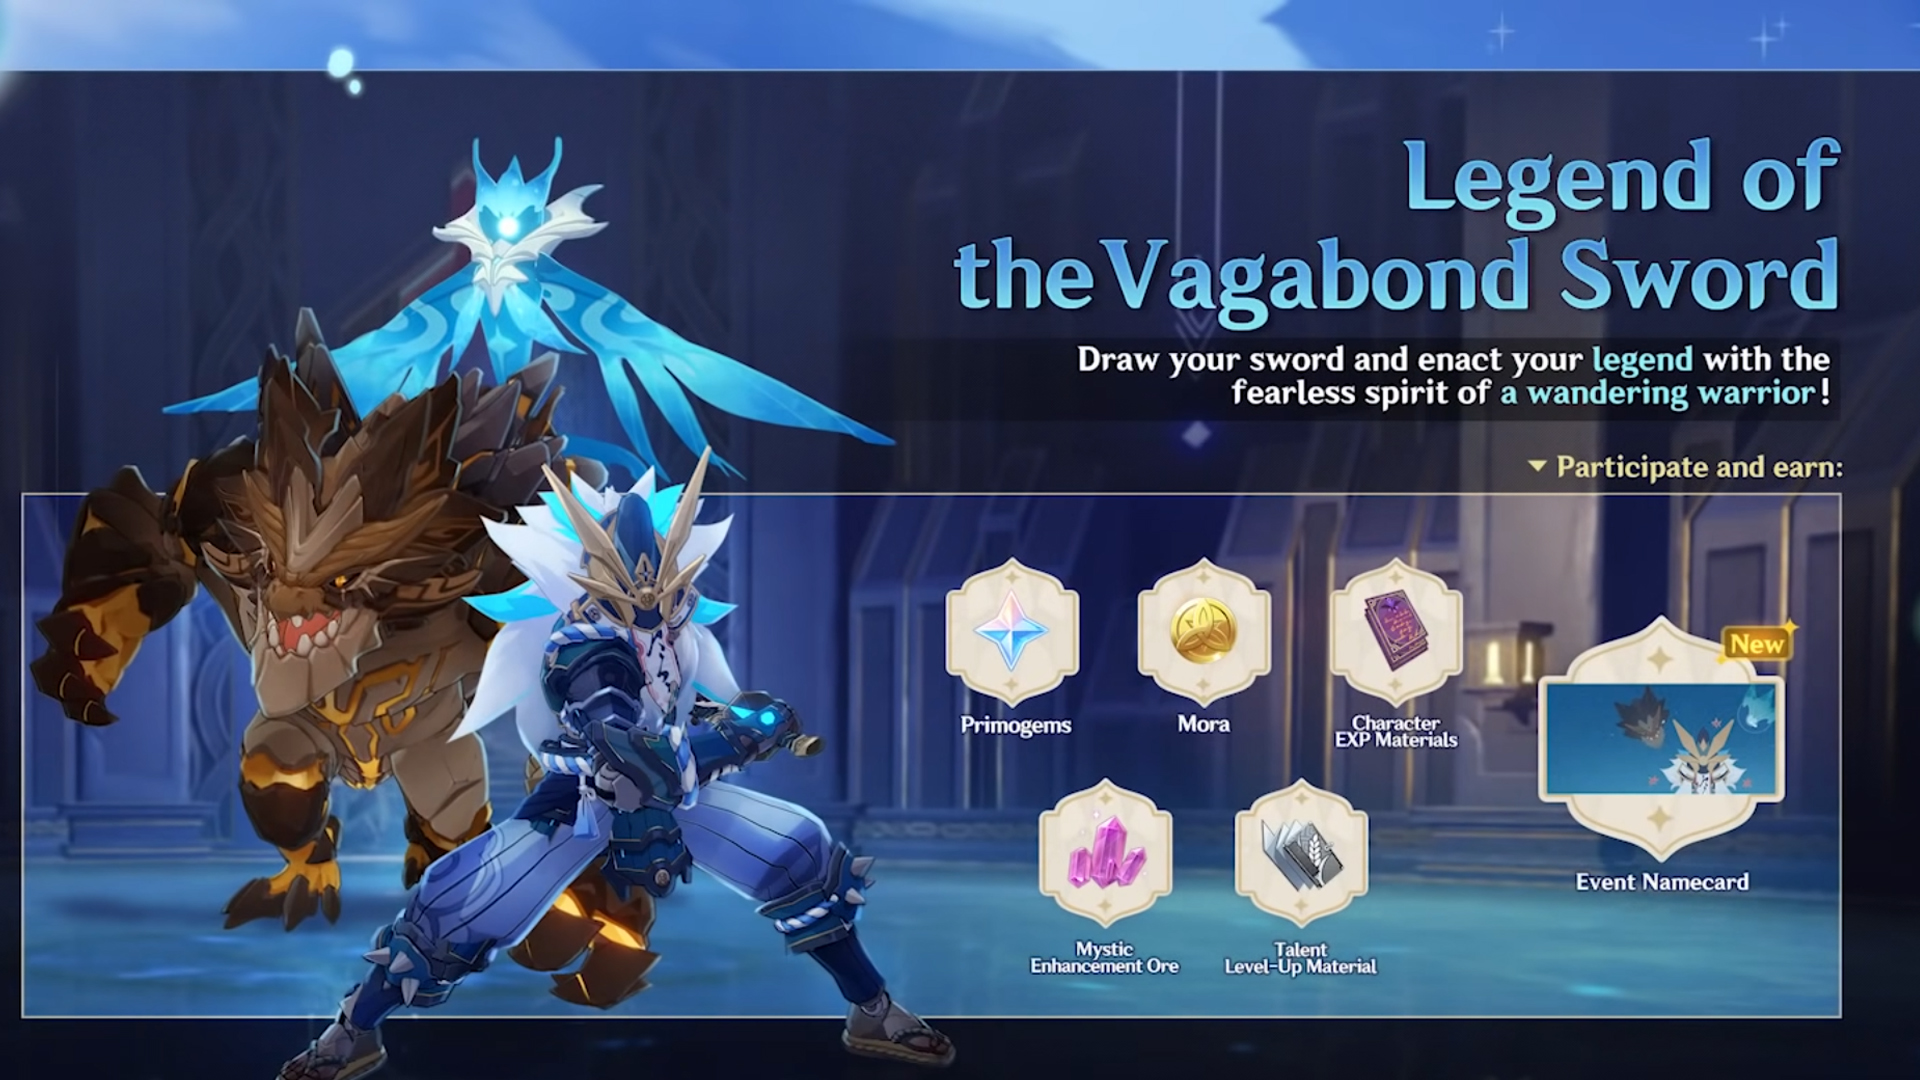 Legend of
the Vagabond Sword
Draw your sword and enact your legend with the
fearless spirit of a wandering warrior!
Participate and earn:
Primogems
Mora
Character
EXP Materials
New
Event Namecard
Mystic
Enhancement Ore
Talent
Level-Up Material